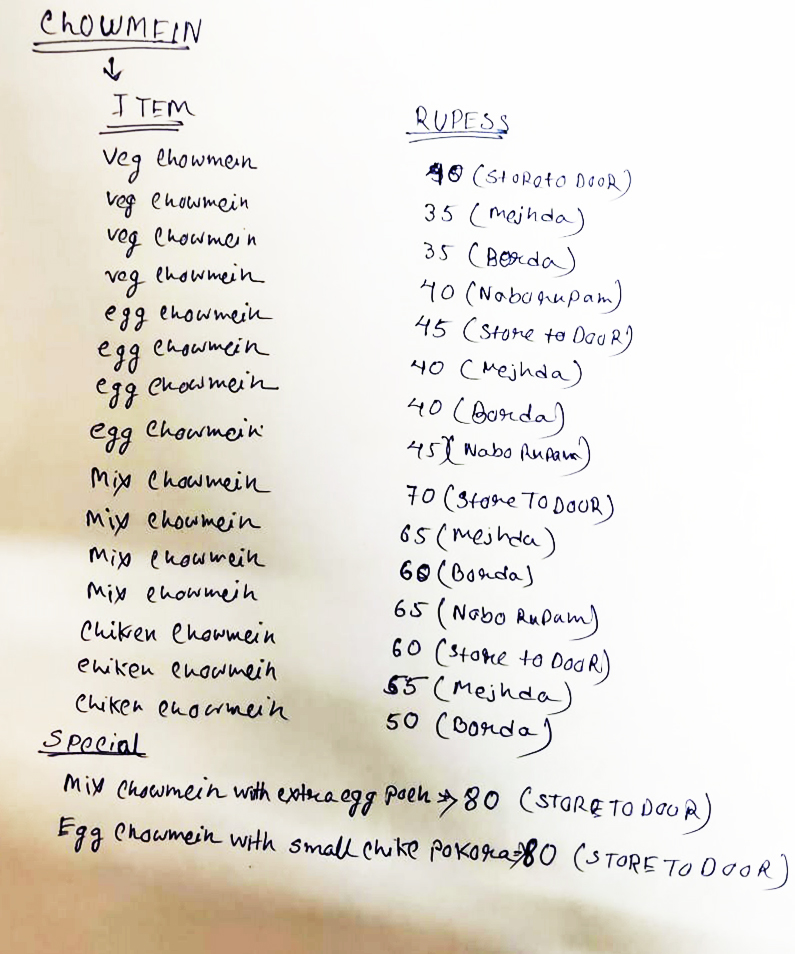 CHOWMEIN
↓
ITEM RUPESS
Veg Chowmein 40 (Store to DOOR)
veg Chowmein 35 (Mejhda)
veg Chowmein 35 (Borda)
veg Chowmein 40 (Naborupam)
egg chowmein 45 (Store to DooR)
egg chowmein 40 (Mejhda)
egg chowmein 40 (Borda)
egg Chowmein 45 (Nabo Rupam)
Mix Chowmein 70 (Store TO DOOR)
Mix Chowmein 65 (Mejhda)
Mix Chowmein 60 (Borda)
Mix Chowmein 65 (Nabo Rupam)
Chiken Chowmein 60 (Store to DooR)
chiken chowmein 55 (Mejhda)
Chiken chowmein 50 (Borda)
Special
Mix Chowmein with extra egg poch → 80 (STORE TO DOOR)
Egg Chowmein with small chike pokora → 80 (STORE TO DOOR)